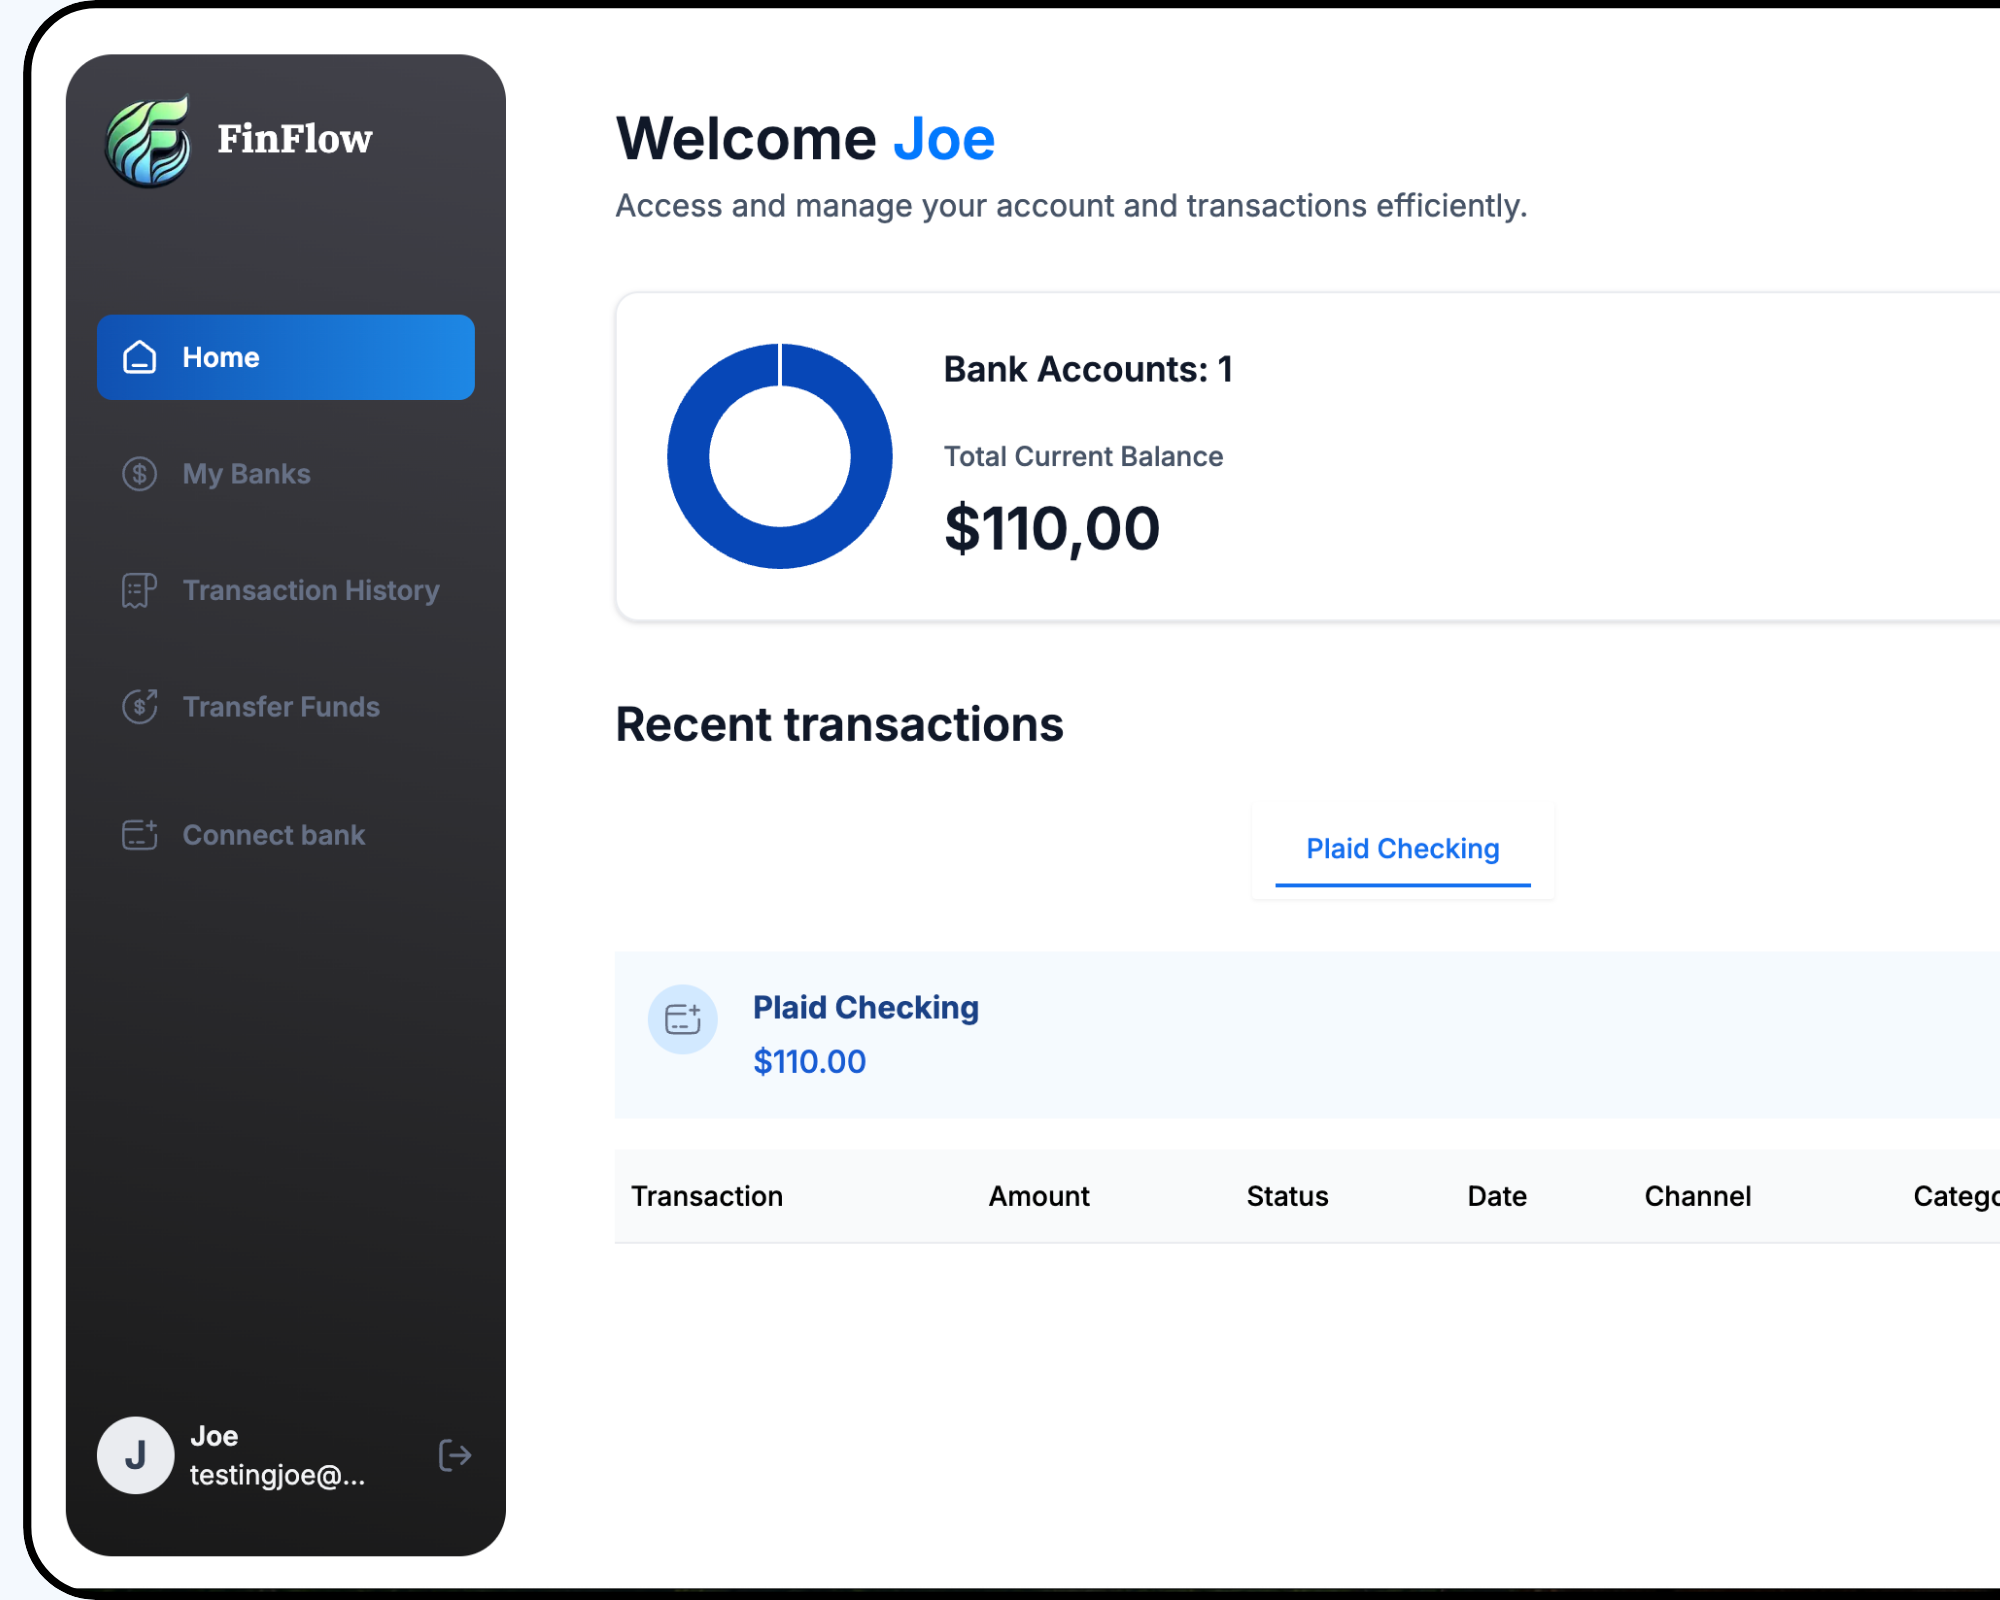 FinFlow
Home
My Banks
Transaction History
Transfer Funds
Connect bank
J
Joe
testingjoe@...
Welcome Joe
Access and manage your account and transactions efficiently.
Bank Accounts: 1
Total Current Balance
$110,00
Recent transactions
Plaid Checking
Plaid Checking
$110.00
Transaction Amount Status Date Channel Catego